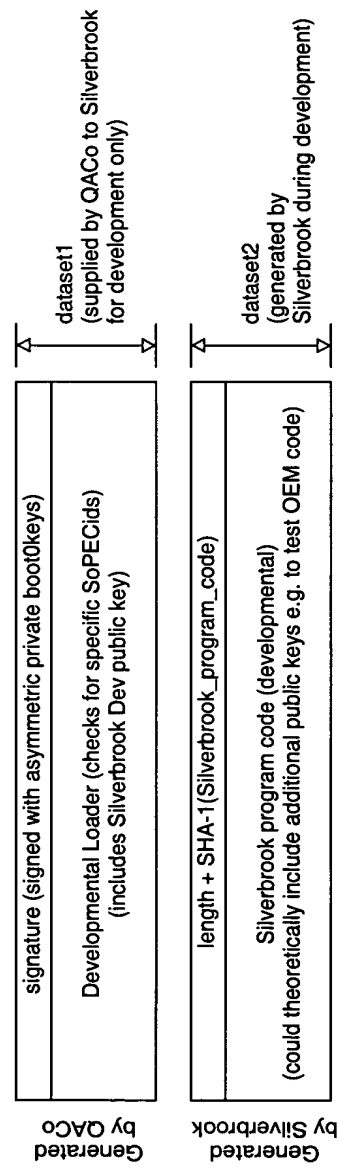 Generated
by QACo
signature (signed with asymmetric private boot0keys)
Developmental Loader (checks for specific SoPECids)
(includes Silverbrook Dev public key)
dataset1
(supplied by QACo to Silverbrook
for development only)
Generated
by Silverbrook
length + SHA-1(Silverbrook_program_code)
Silverbrook program code (developmental)
(could theoretically include additional public keys e.g. to test OEM code)
dataset2
(generated by
Silverbrook during development)